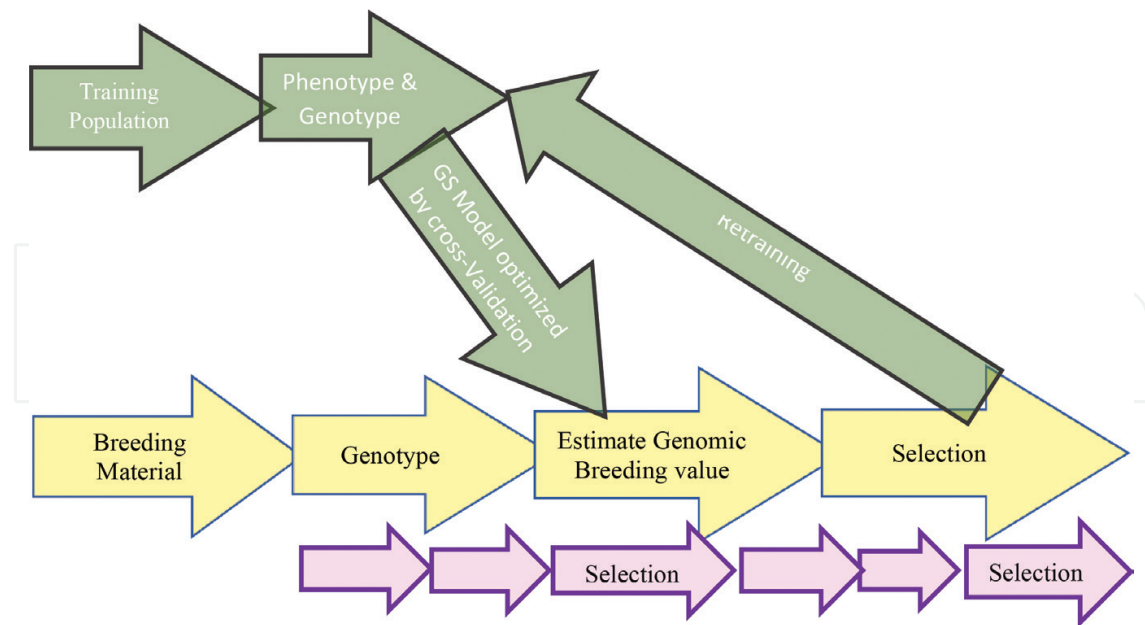 Training
Population
Phenotype &
Genotype
GS Model optimized
by cross-Validation
Retraining
Breeding
Material
Genotype
Estimate Genomic
Breeding value
Selection
Selection
Selection